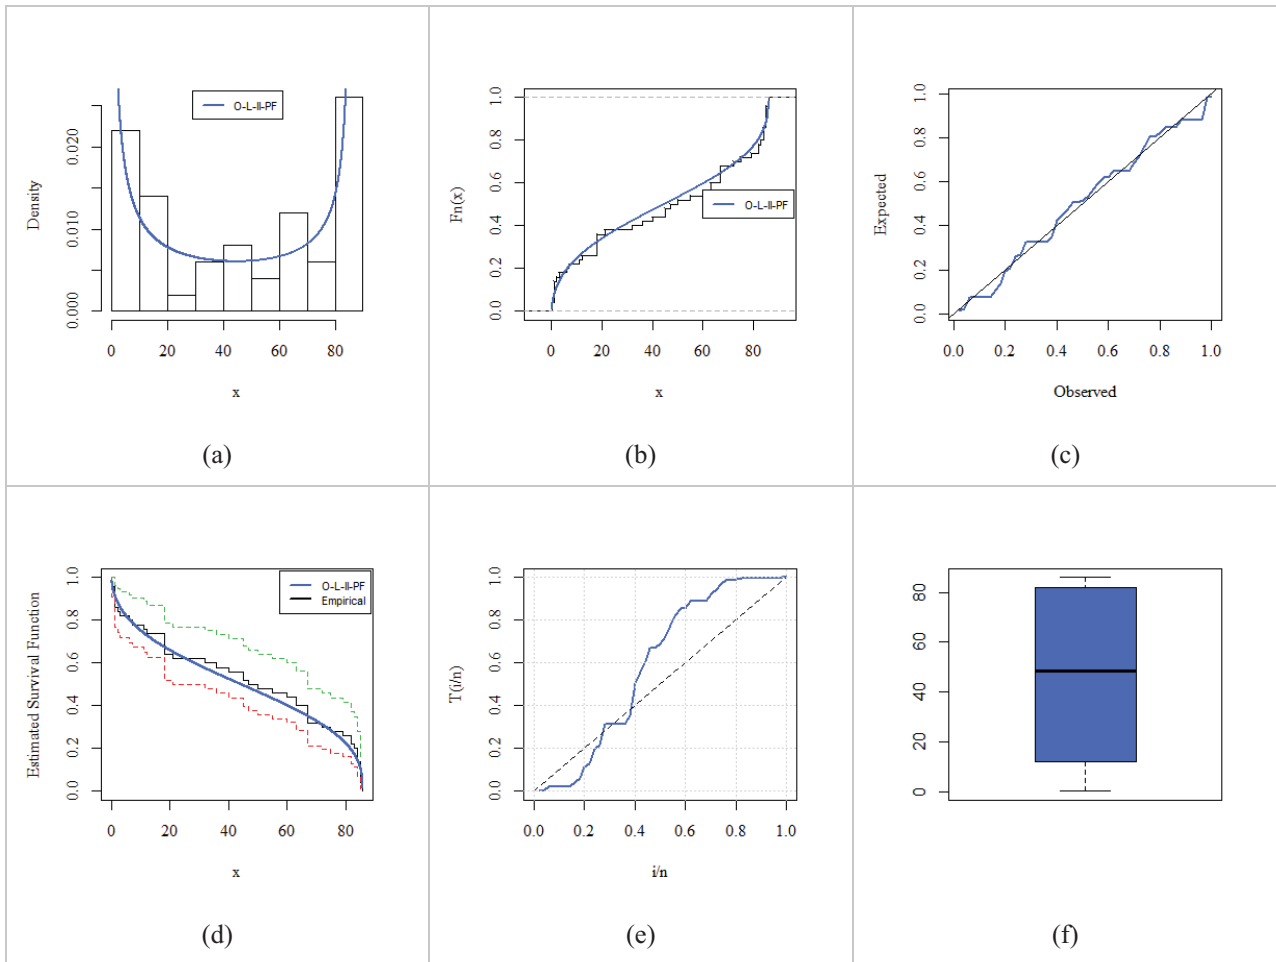 O-L-II-PF
Density
0.000 0.010 0.020
0 20 40 60 80
x
(a)
O-L-II-PF
Fn(x)
0.0 0.2 0.4 0.6 0.8 1.0
0 20 40 60 80
x
(b)
Expected
0.0 0.2 0.4 0.6 0.8 1.0
0.0 0.2 0.4 0.6 0.8 1.0
Observed
(c)
O-L-II-PF
Empirical
Estimated Survival Function
0.0 0.2 0.4 0.6 0.8 1.0
0 20 40 60 80
x
(d)
T(i/n)
0.0 0.2 0.4 0.6 0.8 1.0
0.0 0.2 0.4 0.6 0.8 1.0
i/n
(e)
0 20 40 60 80
(f)